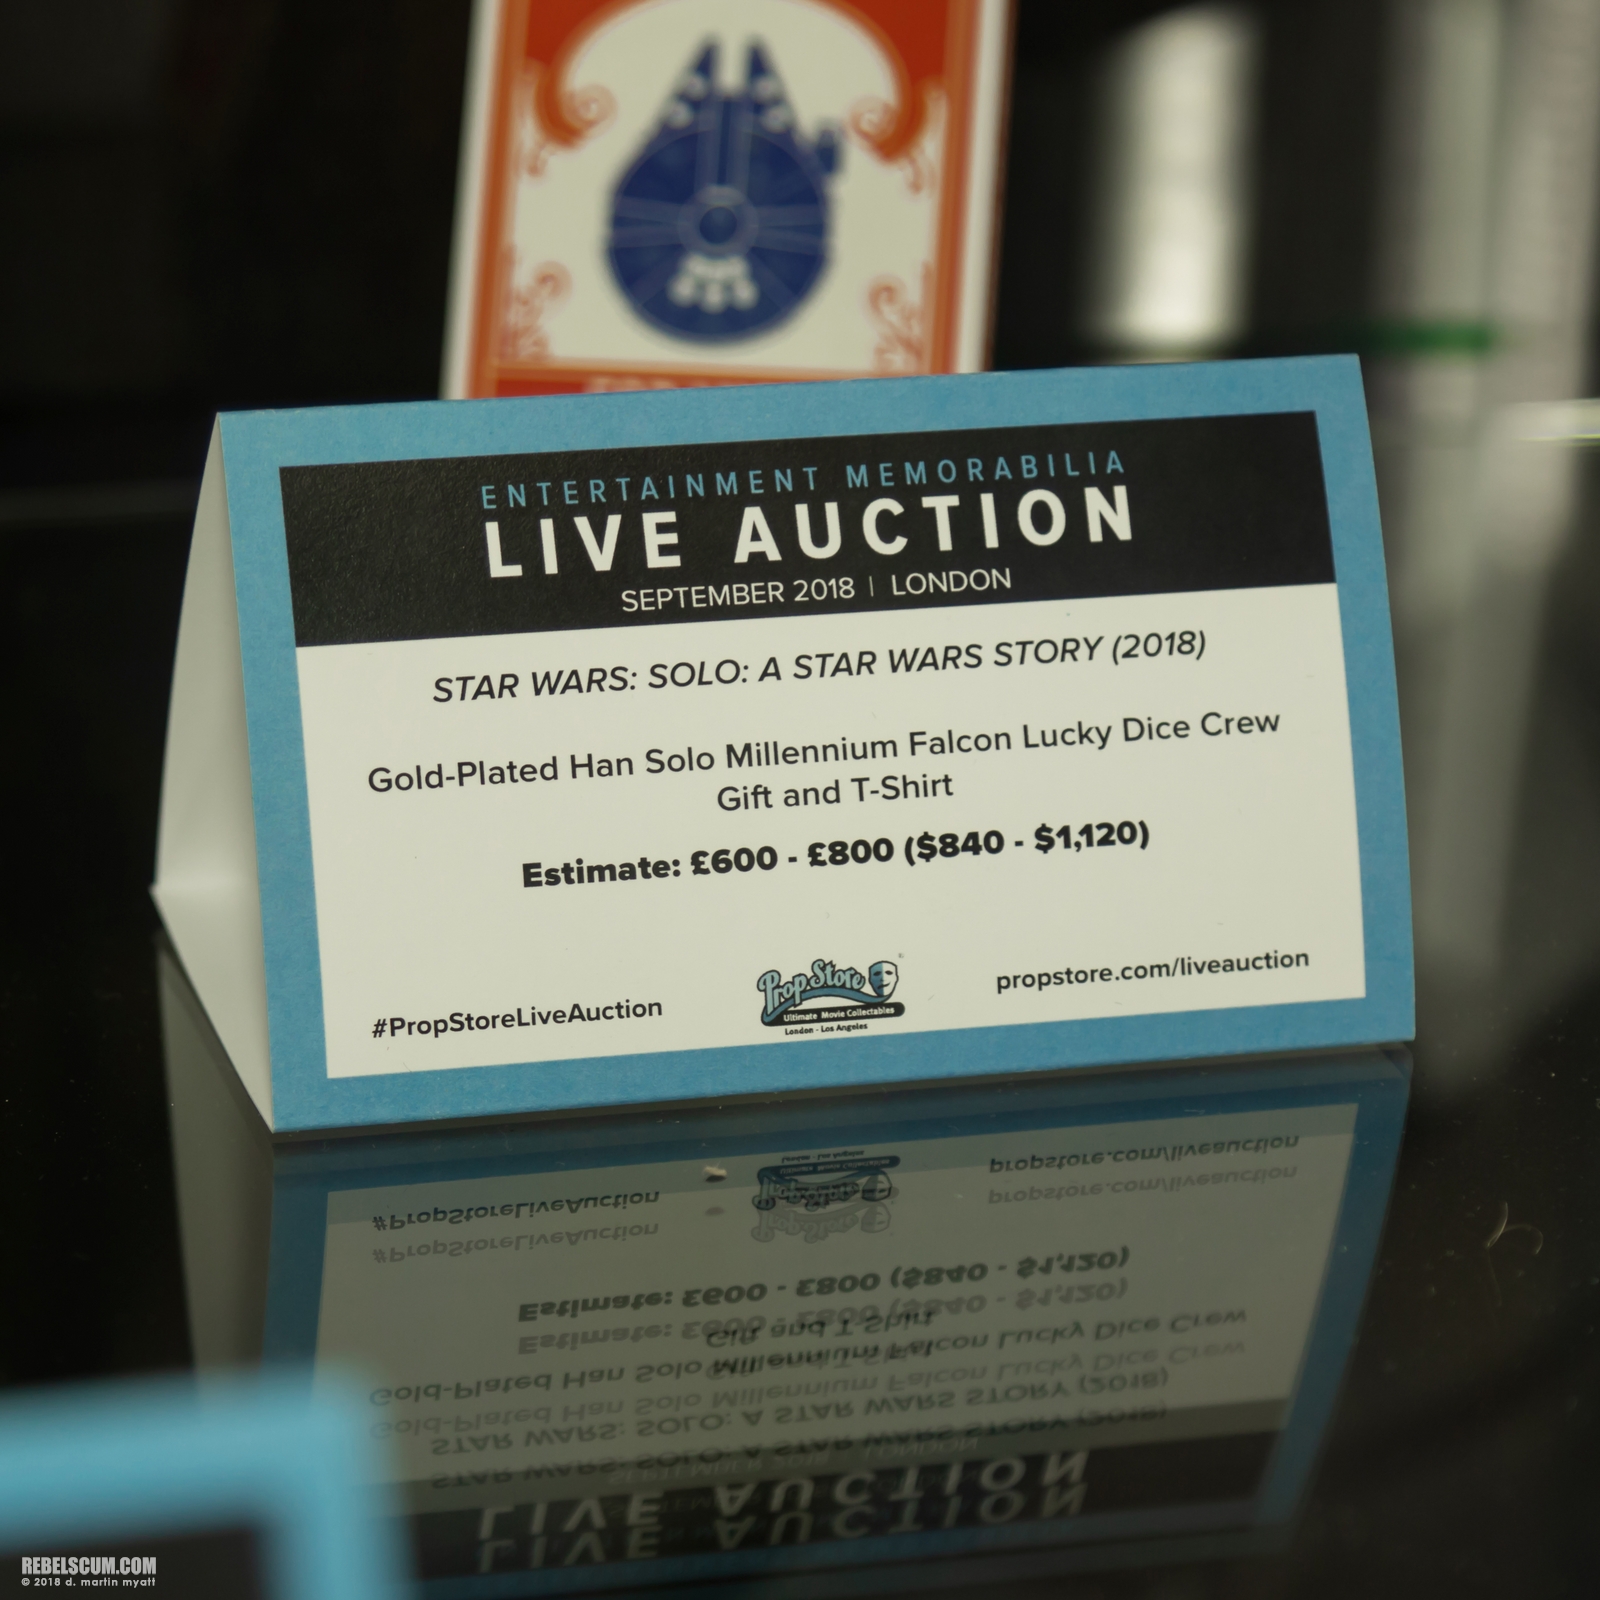 ENTERTAINMENT MEMORABILIA
LIVE AUCTION
SEPTEMBER 2018 | LONDON
STAR WARS: SOLO: A STAR WARS STORY (2018)
Gold-Plated Han Solo Millennium Falcon Lucky Dice Crew
Gift and T-Shirt
Estimate: £600 - £800 ($840 - $1,120)
#PropStoreLiveAuction
Prop Store
Ultimate Movie Collectables
London - Los Angeles
propstore.com/liveauction
REBELSCUM.COM
© 2018 d. martin myatt